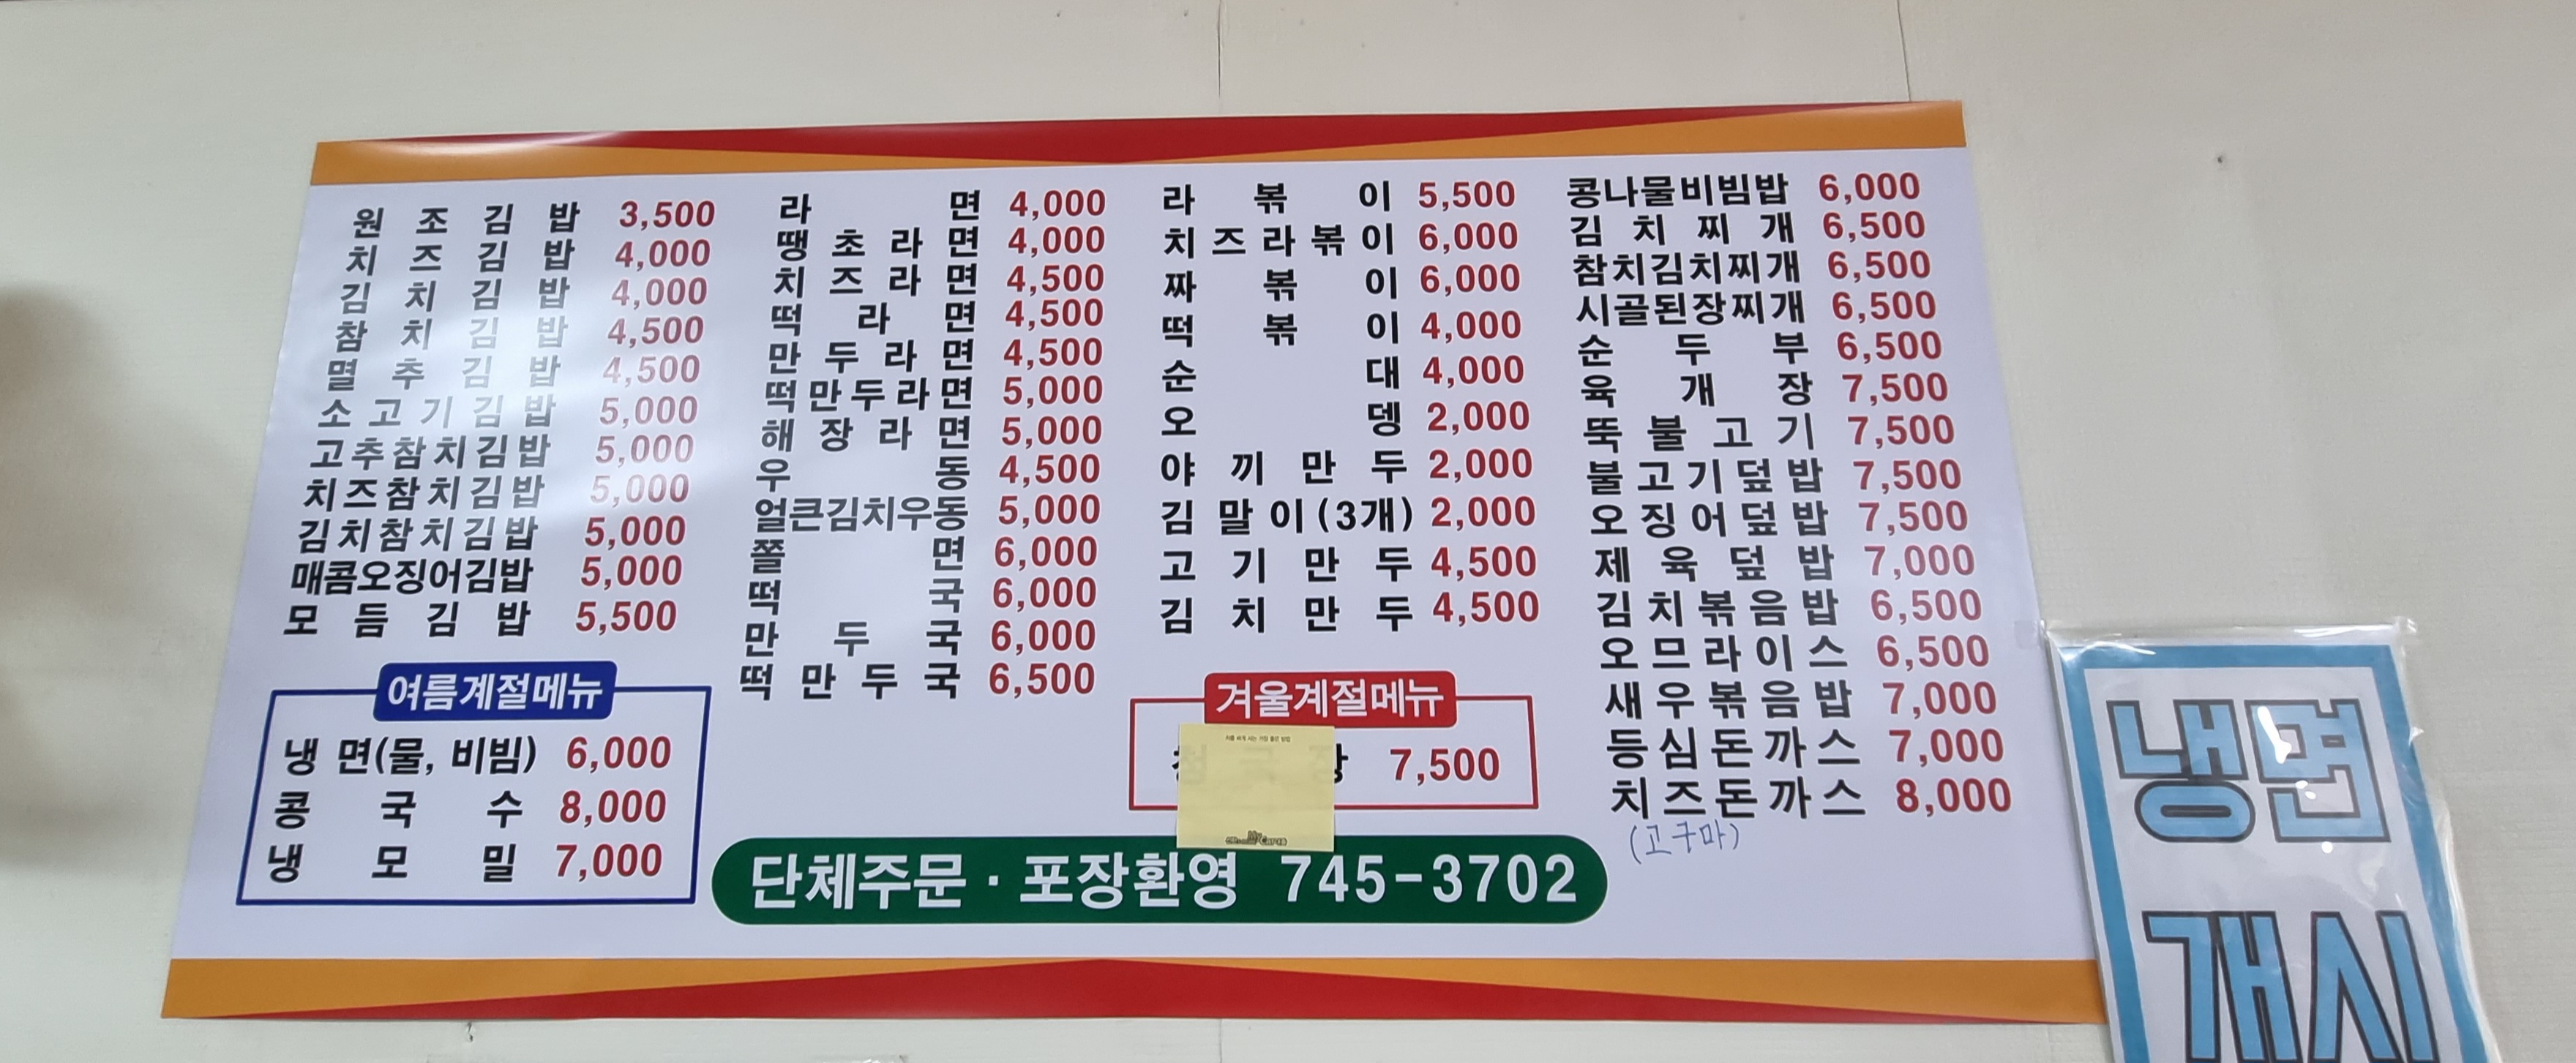 원조김밥 3,500
치즈김밥 4,000
김치김밥 4,000
참치김밥 4,500
멸추김밥 4,500
소고기김밥 5,000
고추참치김밥 5,000
치즈참치김밥 5,000
김치참치김밥 5,000
매콤오징어김밥 5,000
모듬김밥 5,500
여름계절메뉴
냉면(물, 비빔) 6,000
콩국수 8,000
냉모밀 7,000
라면 4,000
땡초라면 4,000
치즈라면 4,500
떡라면 4,500
만두라면 4,500
떡만두라면 5,000
해장라면 5,000
우동 4,500
얼큰김치우동 5,000
쫄면 6,000
떡국 6,000
만두국 6,000
떡만두국 6,500
라볶이 5,500
치즈라볶이 6,000
짜볶이 6,000
떡볶이 4,000
순대 4,000
오뎅 2,000
야끼만두 2,000
김말이(3개) 2,000
고기만두 4,500
김치만두 4,500
겨울계절메뉴
7,500
콩나물비빔밥 6,000
김치찌개 6,500
참치김치찌개 6,500
시골된장찌개 6,500
순두부 6,500
육개장 7,500
뚝불고기 7,500
불고기덮밥 7,500
오징어덮밥 7,500
제육덮밥 7,000
김치볶음밥 6,500
오므라이스 6,500
새우볶음밥 7,000
등심돈까스 7,000
치즈돈까스 8,000
(고구마)
단체주문 · 포장환영 745-3702
냉면
개시